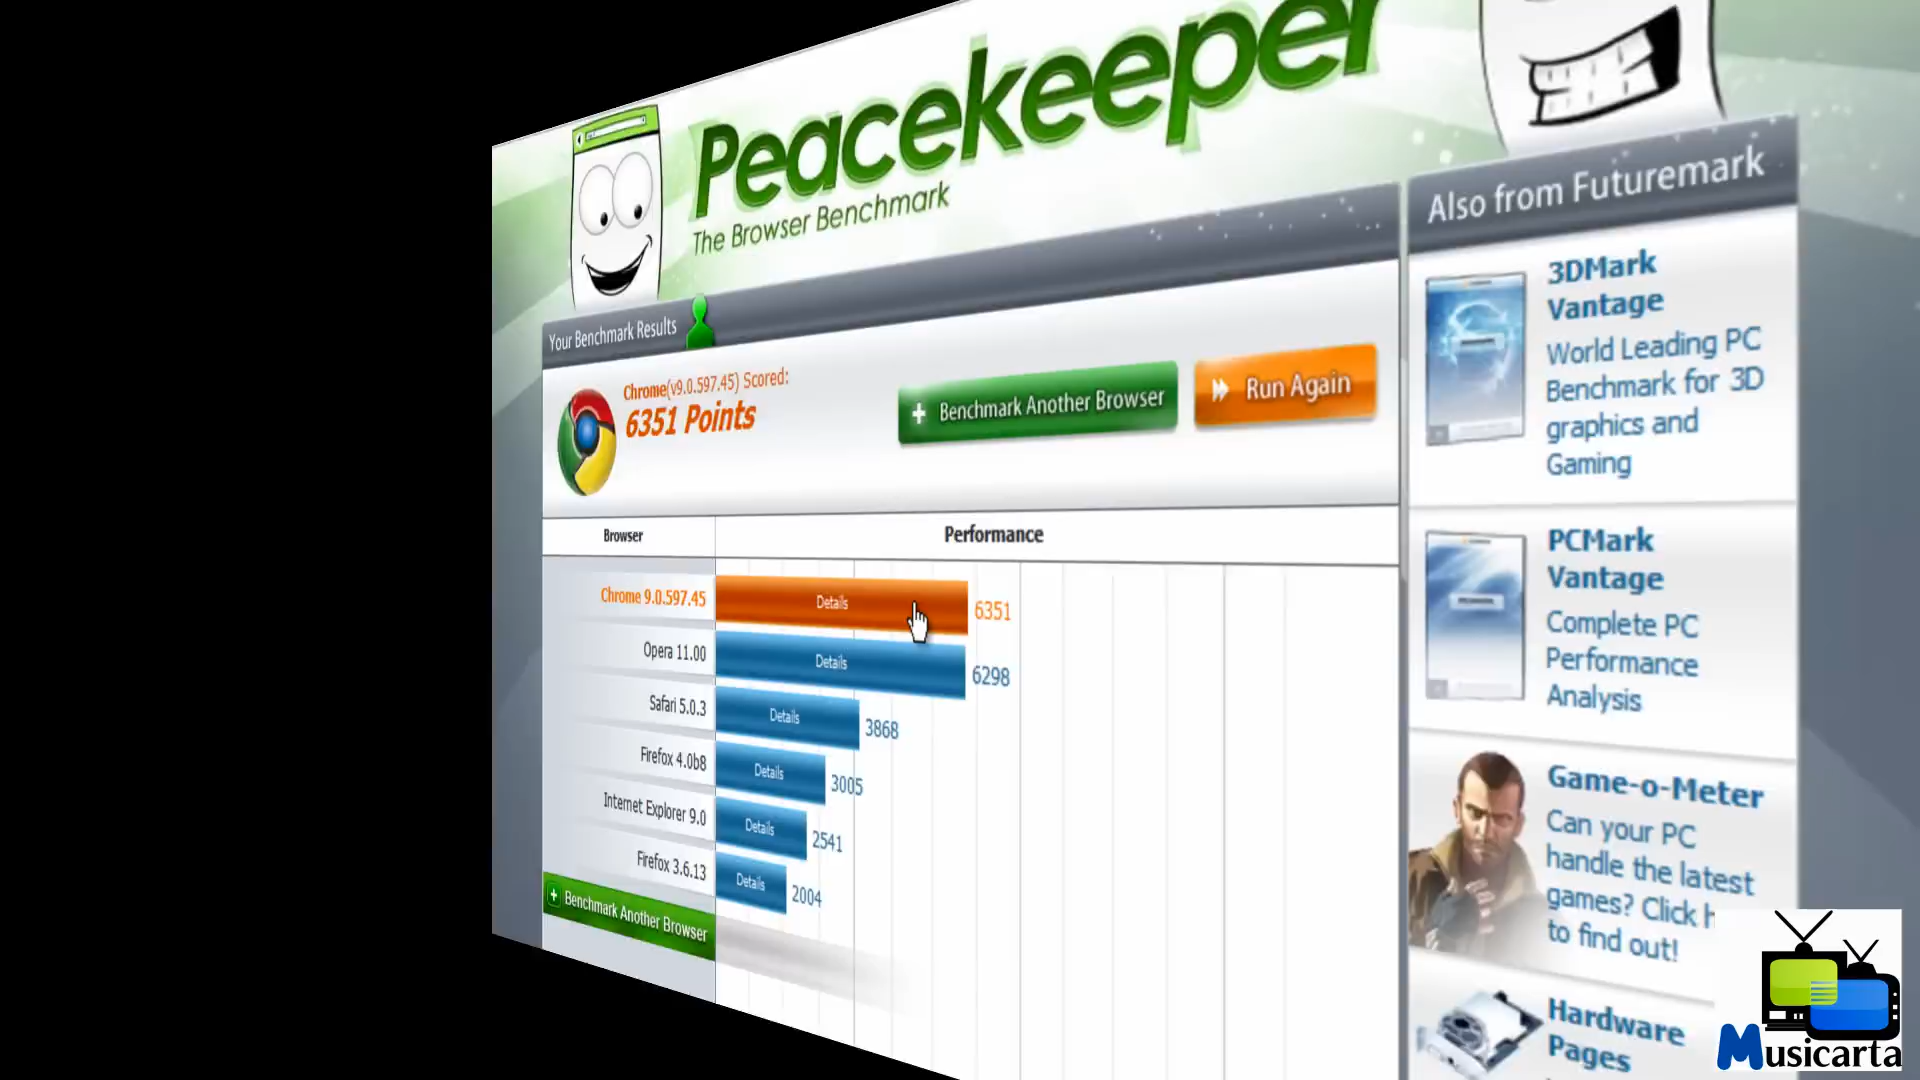 Peacekeeper
The Browser Benchmark
Your Benchmark Results
Chrome(v9.0.597.45) Scored:
6351 Points
+ Benchmark Another Browser
Run Again
Browser
Performance
Chrome 9.0.597.45
Details
6351
Opera 11.00
Details
6298
Safari 5.0.3
Details
3868
Firefox 4.0b8
Details
3005
Internet Explorer 9.0
Details
2541
Firefox 3.6.13
Details
2004
+ Benchmark Another Browser
Also from Futuremark
3DMark
Vantage
World Leading PC
Benchmark for 3D
graphics and
Gaming
PCMark
Vantage
Complete PC
Performance
Analysis
Game-o-Meter
Can your PC
handle the latest
games? Click
to find out!
Hardware
Pages
Musicarta